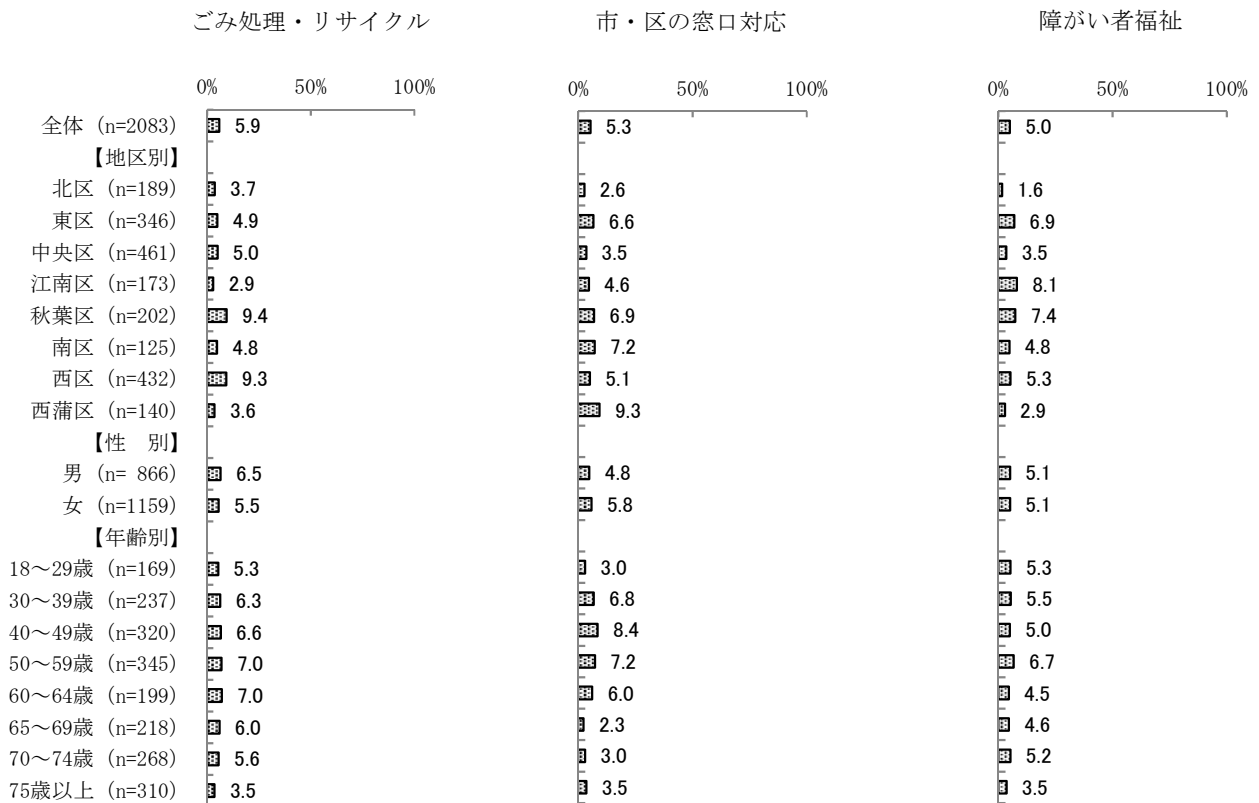 ごみ処理・リサイクル 市・区の窓口対応 障がい者福祉
0% 50% 100% 0% 50% 100% 0% 50% 100%
全体 (n=2083) 5.9 5.3 5.0
【地区別】
北区 (n=189) 3.7 2.6 1.6
東区 (n=346) 4.9 6.6 6.9
中央区 (n=461) 5.0 3.5 3.5
江南区 (n=173) 2.9 4.6 8.1
秋葉区 (n=202) 9.4 6.9 7.4
南区 (n=125) 4.8 7.2 4.8
西区 (n=432) 9.3 5.1 5.3
西蒲区 (n=140) 3.6 9.3 2.9
【性　別】
男 (n= 866) 6.5 4.8 5.1
女 (n=1159) 5.5 5.8 5.1
【年齢別】
18～29歳 (n=169) 5.3 3.0 5.3
30～39歳 (n=237) 6.3 6.8 5.5
40～49歳 (n=320) 6.6 8.4 5.0
50～59歳 (n=345) 7.0 7.2 6.7
60～64歳 (n=199) 7.0 6.0 4.5
65～69歳 (n=218) 6.0 2.3 4.6
70～74歳 (n=268) 5.6 3.0 5.2
75歳以上 (n=310) 3.5 3.5 3.5